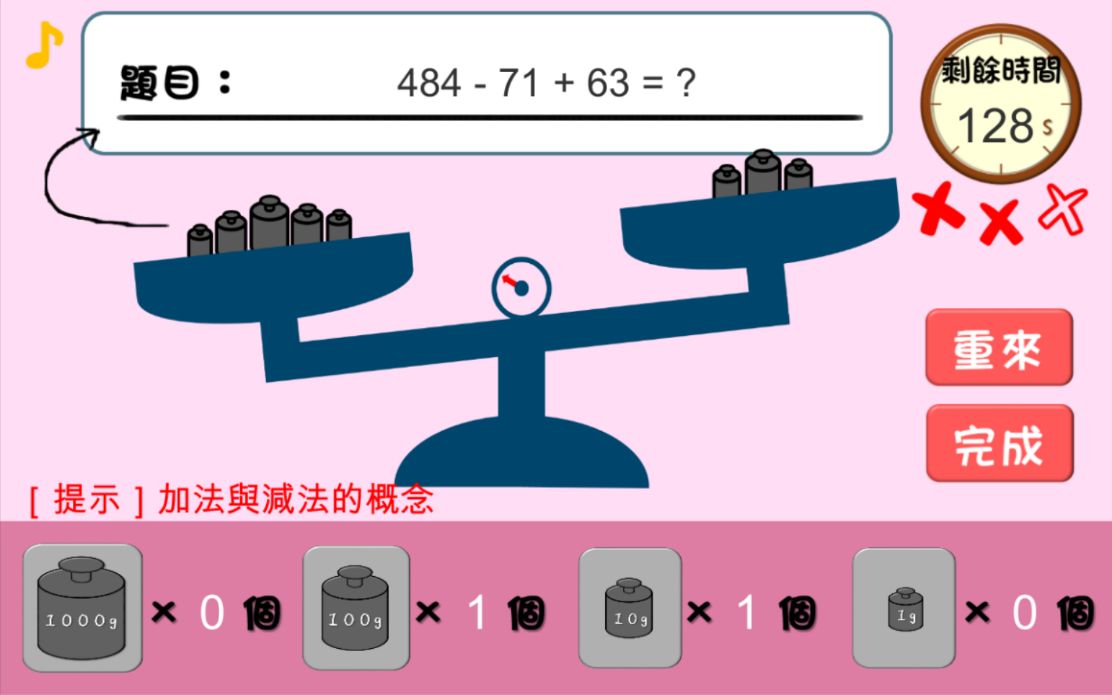 題目：
484 - 71 + 63 = ?
剩餘時間
128 s
重來
完成
[ 提示 ] 加法與減法的概念
1000g × 0 個
100g × 1 個
10g × 1 個
1g × 0 個